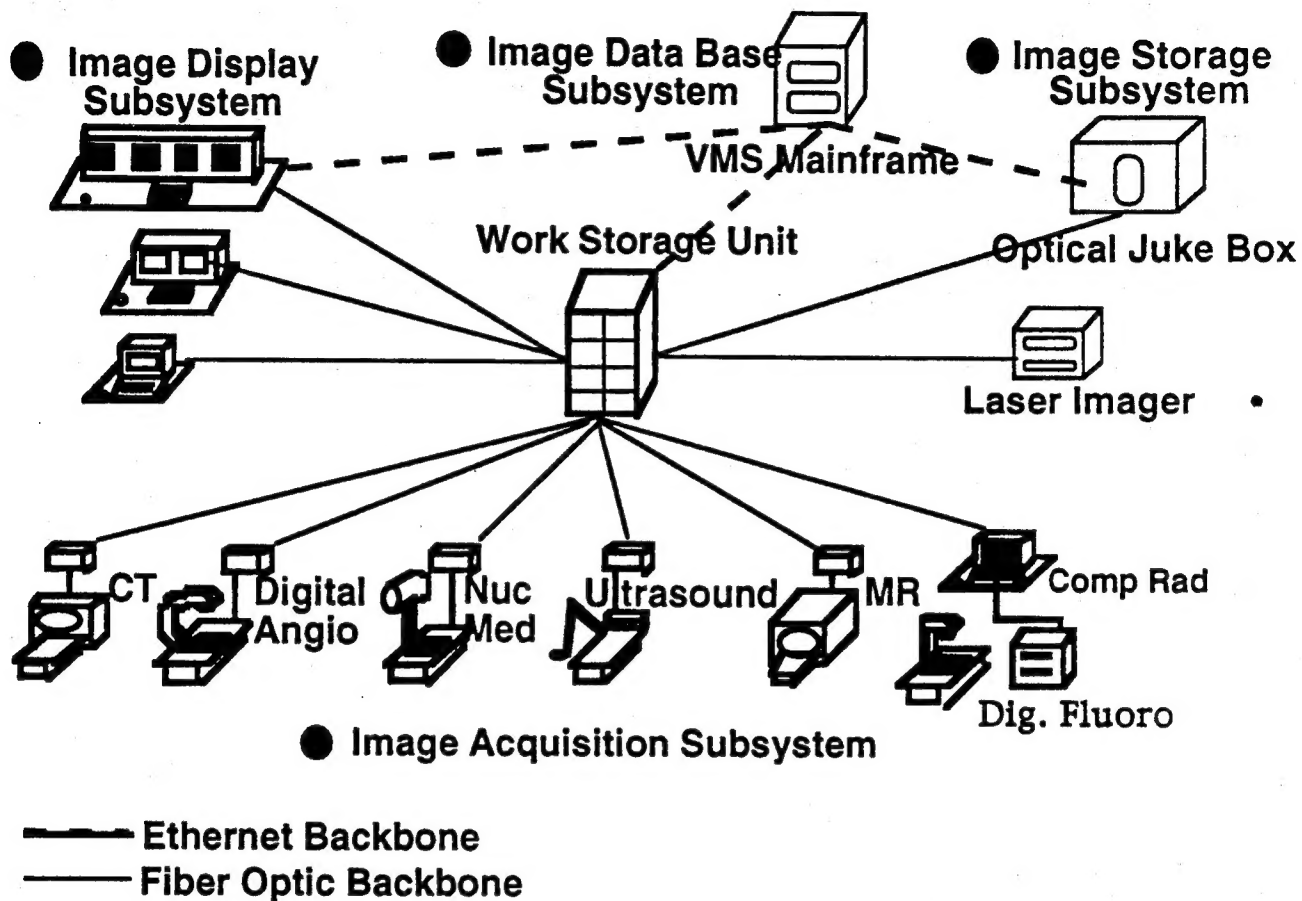 Image Display
Subsystem
Image Data Base
Subsystem
Image Storage
Subsystem
VMS Mainframe
Work Storage Unit
Optical Juke Box
Laser Imager
CT
Digital
Angio
Nuc
Med
Ultrasound
MR
Comp Rad
Dig. Fluoro
Image Acquisition Subsystem
Ethernet Backbone
Fiber Optic Backbone